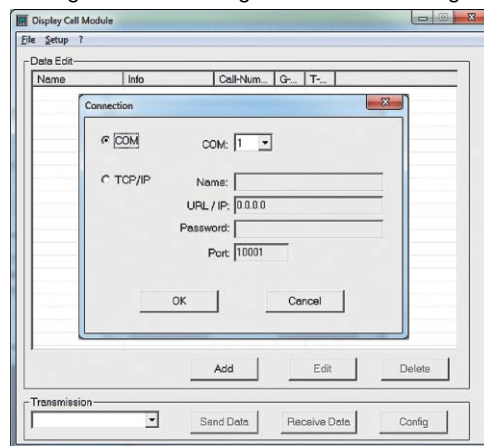 Display Call Module
File Setup ?
Data Edit
Name Info Call-Num... G-... T-...
Connection
COM COM: 1
TCP/IP Name:
URL / IP: 0.0.0.0
Password:
Port: 10001
OK Cancel
Add Edit Delete
Transmission
Send Data Receive Data Config